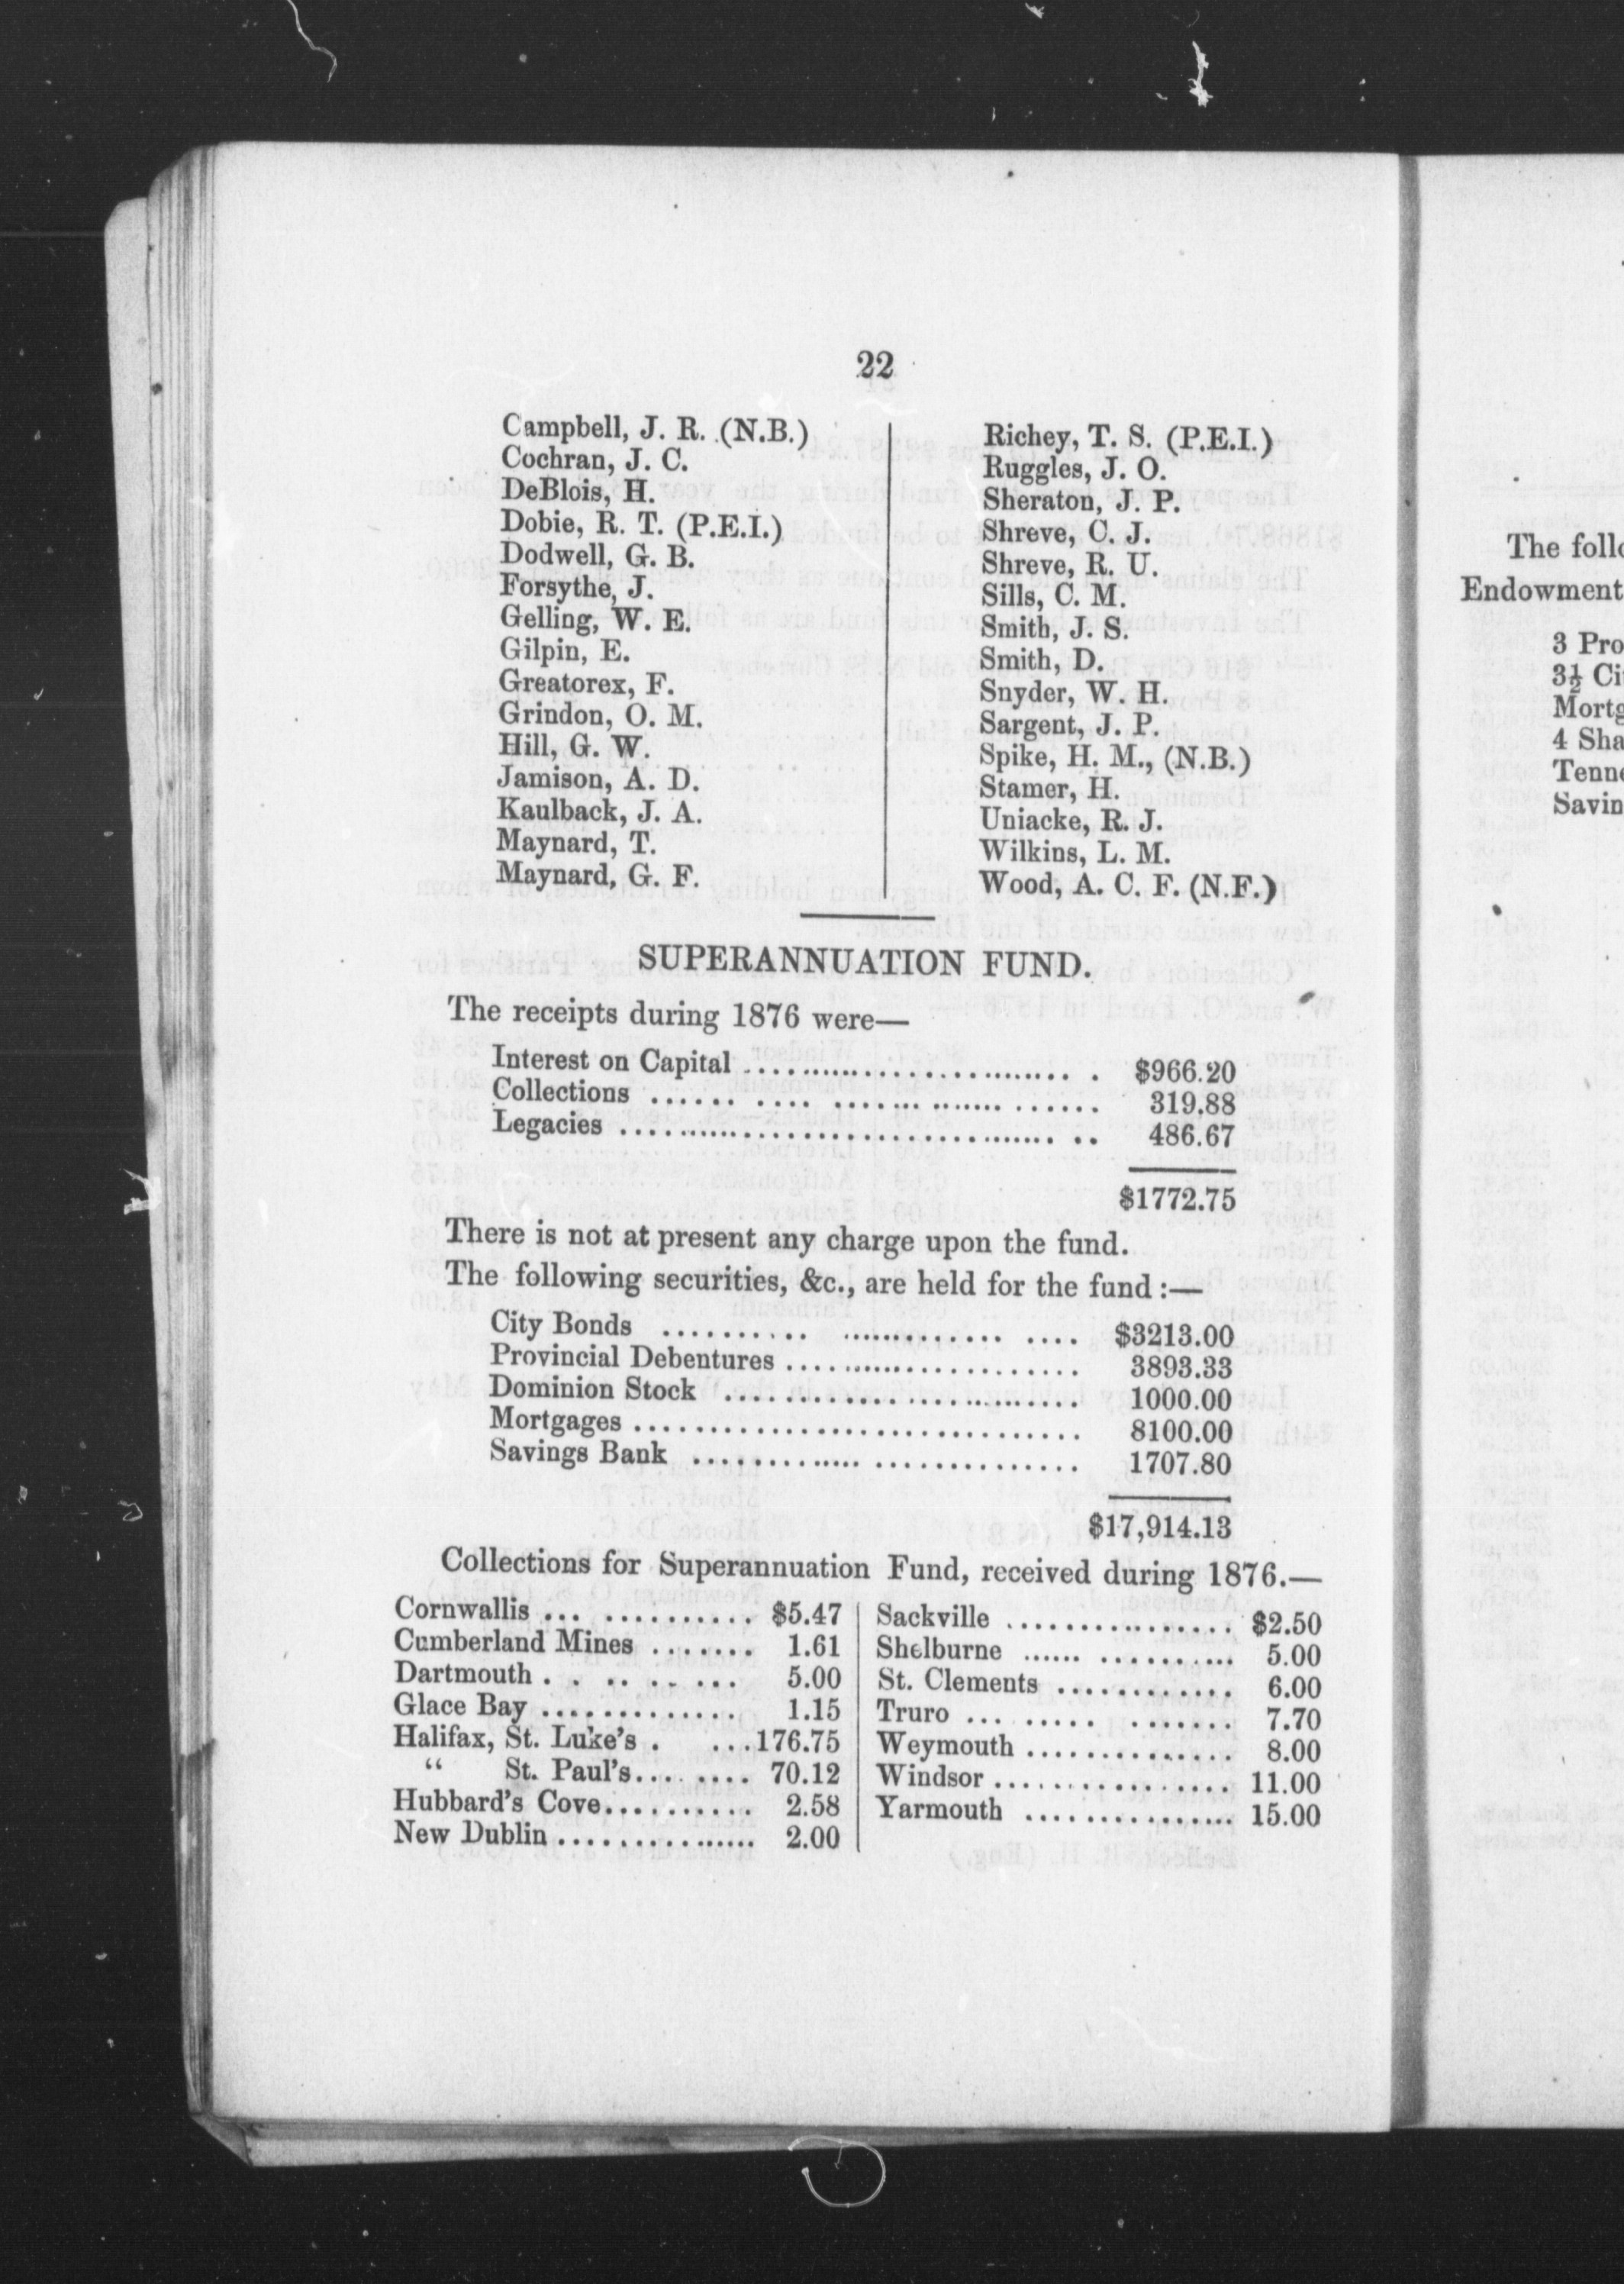 22
Campbell, J. R. (N.B.)
Cochran, J. C.
DeBlois, H.
Dobie, R. T. (P.E.I.)
Dodwell, G. B.
Forsythe, J.
Gelling, W. E.
Gilpin, E.
Greatorex, F.
Grindon, O. M.
Hill, G. W.
Jamison, A. D.
Kaulback, J. A.
Maynard, T.
Maynard, G. F.
Richey, T. S. (P.E.I.)
Ruggles, J. O.
Sheraton, J. P.
Shreve, C. J.
Shreve, R. U.
Sills, C. M.
Smith, J. S.
Smith, D.
Snyder, W. H.
Sargent, J. P.
Spike, H. M., (N.B.)
Stamer, H.
Uniacke, R. J.
Wilkins, L. M.
Wood, A. C. F. (N.F.)
SUPERANNUATION FUND.
The receipts during 1876 were—
Interest on Capital ........................ $966.20
Collections ........................ 319.88
Legacies ........................ 486.67
$1772.75
There is not at present any charge upon the fund.
The following securities, &c., are held for the fund :—
City Bonds ........................ $3213.00
Provincial Debentures .................... 3893.33
Dominion Stock ........................ 1000.00
Mortgages ............................ 8100.00
Savings Bank ........................ 1707.80
$17,914.13
Collections for Superannuation Fund, received during 1876.—
Cornwallis ............. $5.47
Cumberland Mines ....... 1.61
Dartmouth ......... 5.00
Glace Bay ............. 1.15
Halifax, St. Luke's . ...176.75
“ St. Paul's........ 70.12
Hubbard's Cove.......... 2.58
New Dublin ................ 2.00
Sackville ............... $2.50
Shelburne ................ 5.00
St. Clements ............ 6.00
Truro ............... 7.70
Weymouth .............. 8.00
Windsor ................ 11.00
Yarmouth ............... 15.00
The
Endowment
3
3½
4